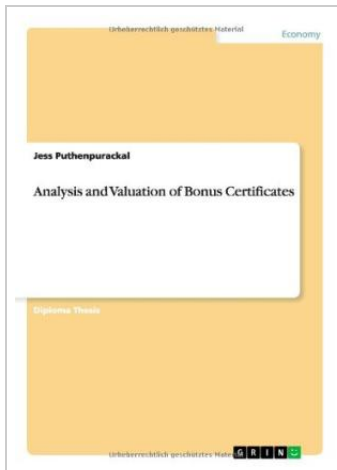 Urheberrechtlich geschütztes Material
Economy
Jess Puthenpurackal
Analysis and Valuation of Bonus Certificates
Diploma Thesis
Urheberrechtlich geschütztes Material
GRIN